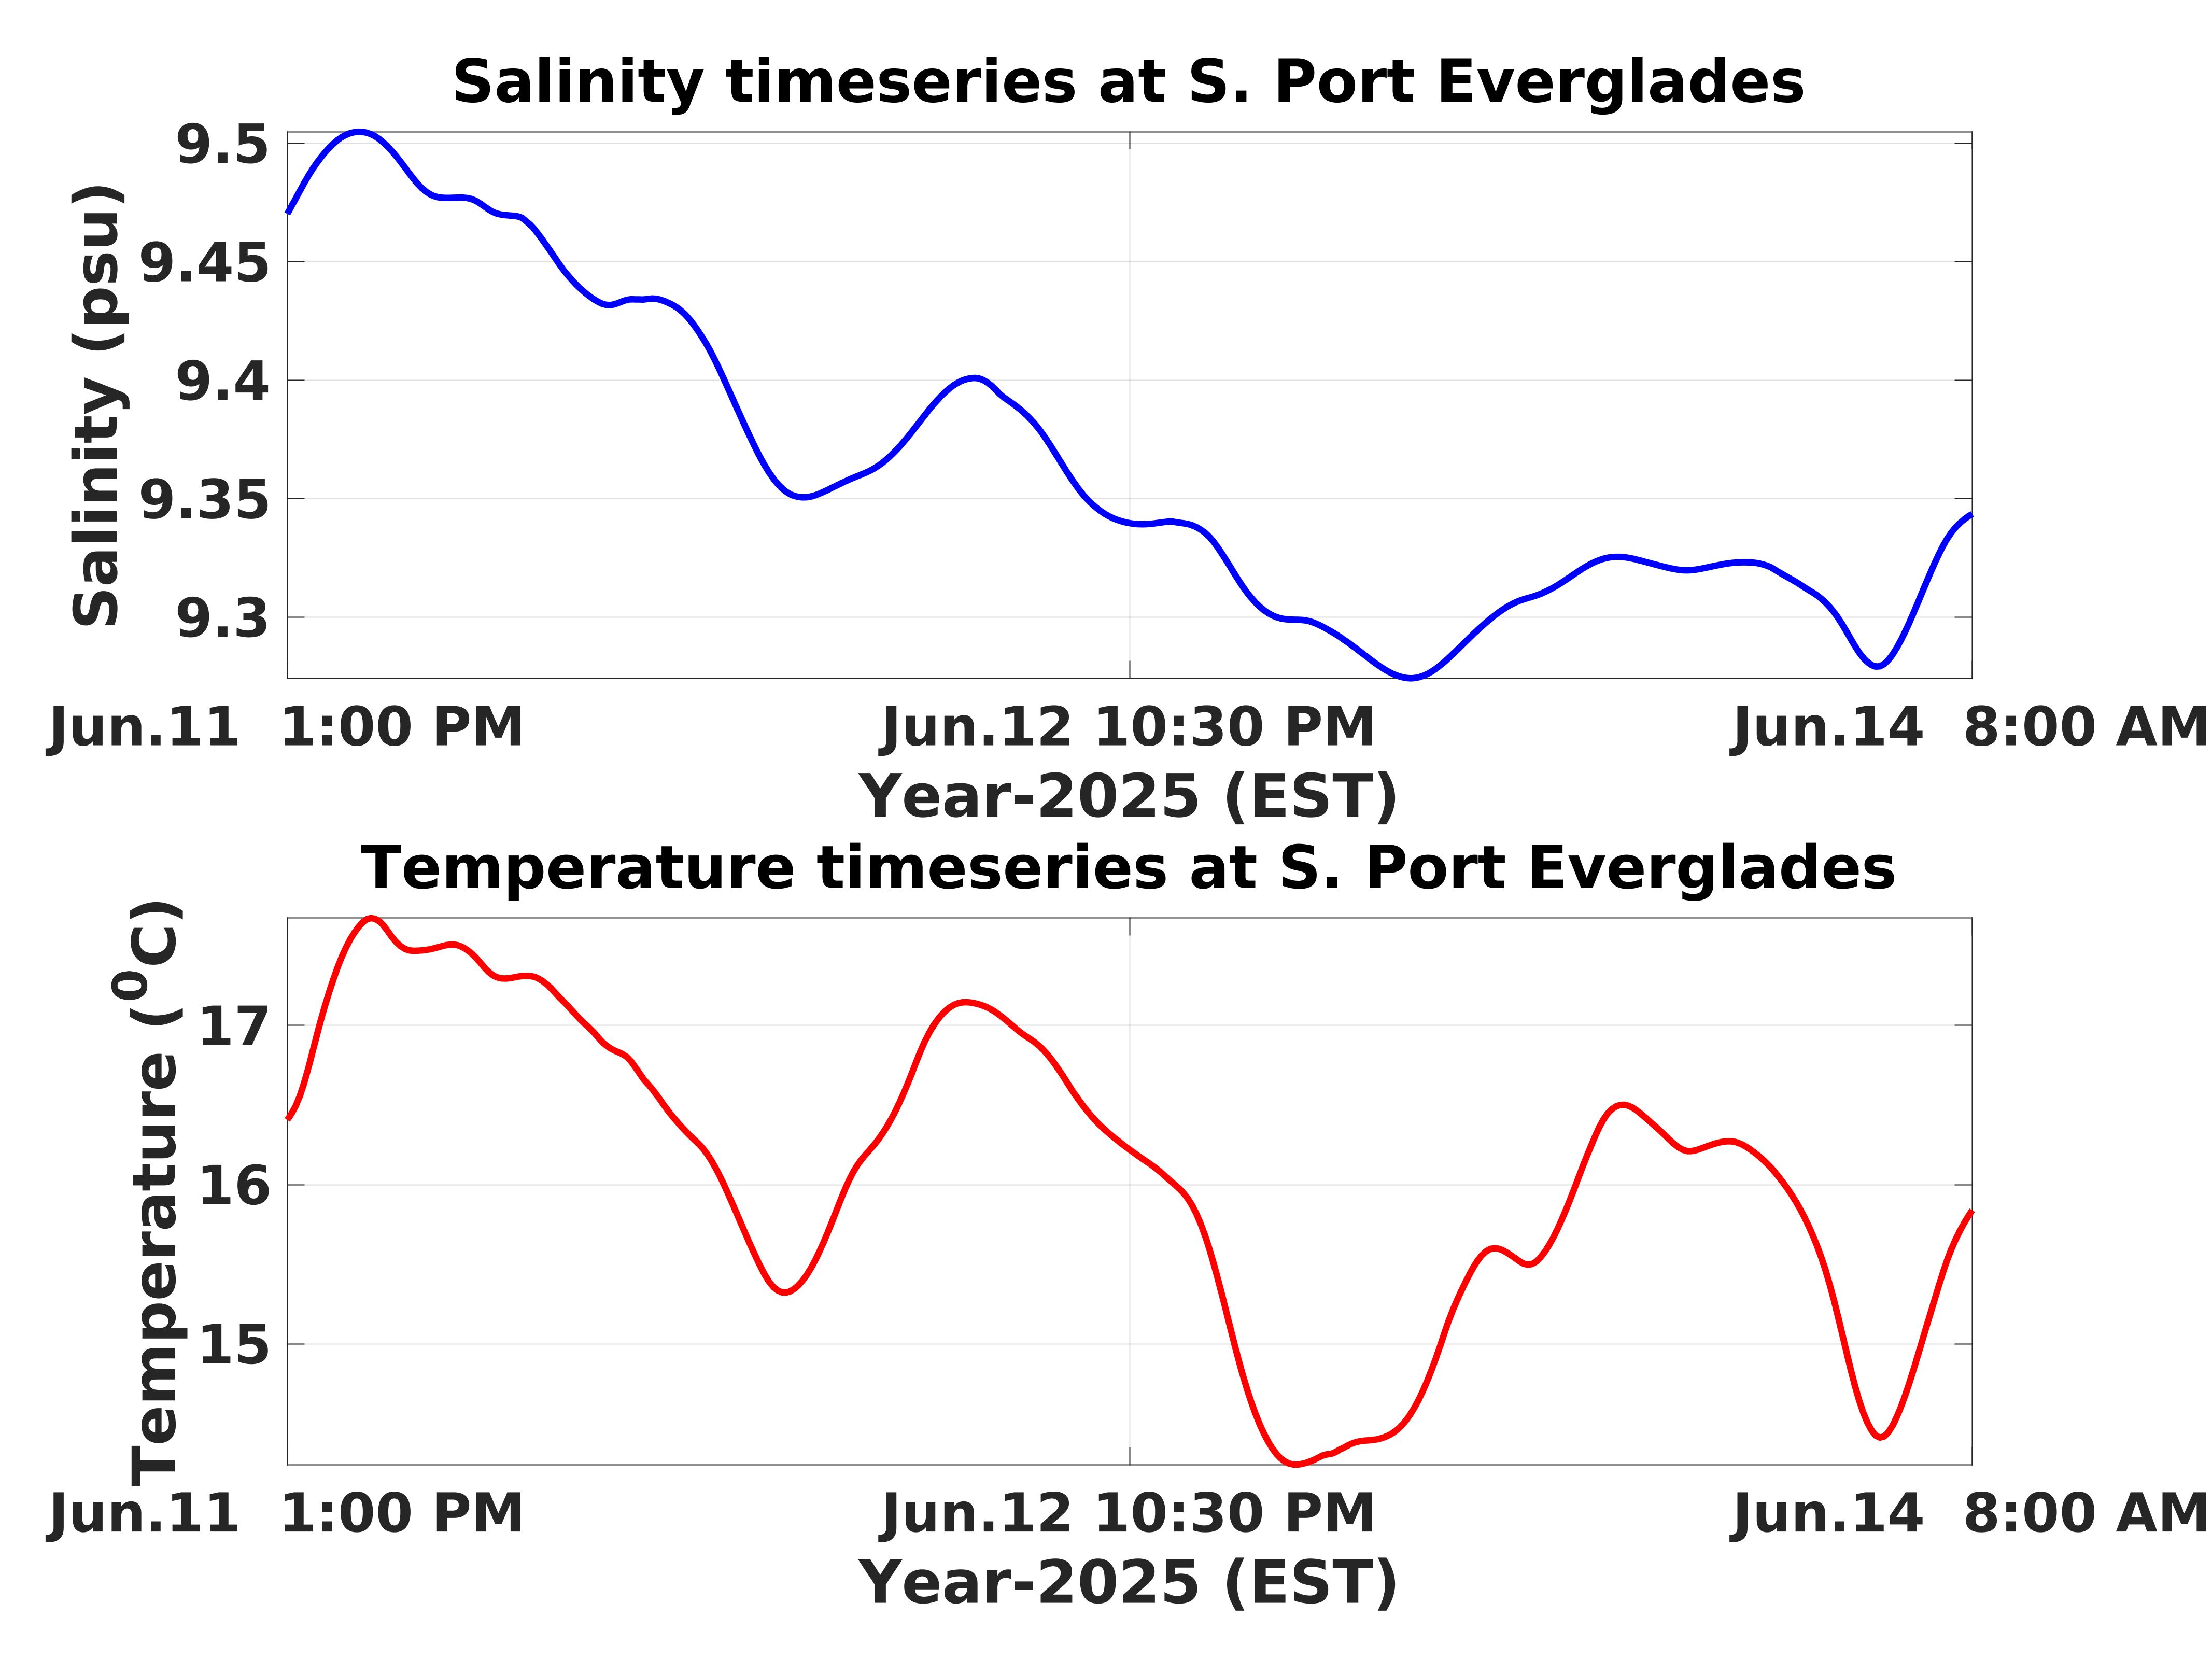 Salinity timeseries at S. Port Everglades
Salinity (psu)
9.5
9.45
9.4
9.35
9.3
Jun.11  1:00 PM
Jun.12 10:30 PM
Jun.14  8:00 AM
Year-2025 (EST)
Temperature timeseries at S. Port Everglades
Temperature (⁰C)
17
16
15
Jun.11  1:00 PM
Jun.12 10:30 PM
Jun.14  8:00 AM
Year-2025 (EST)